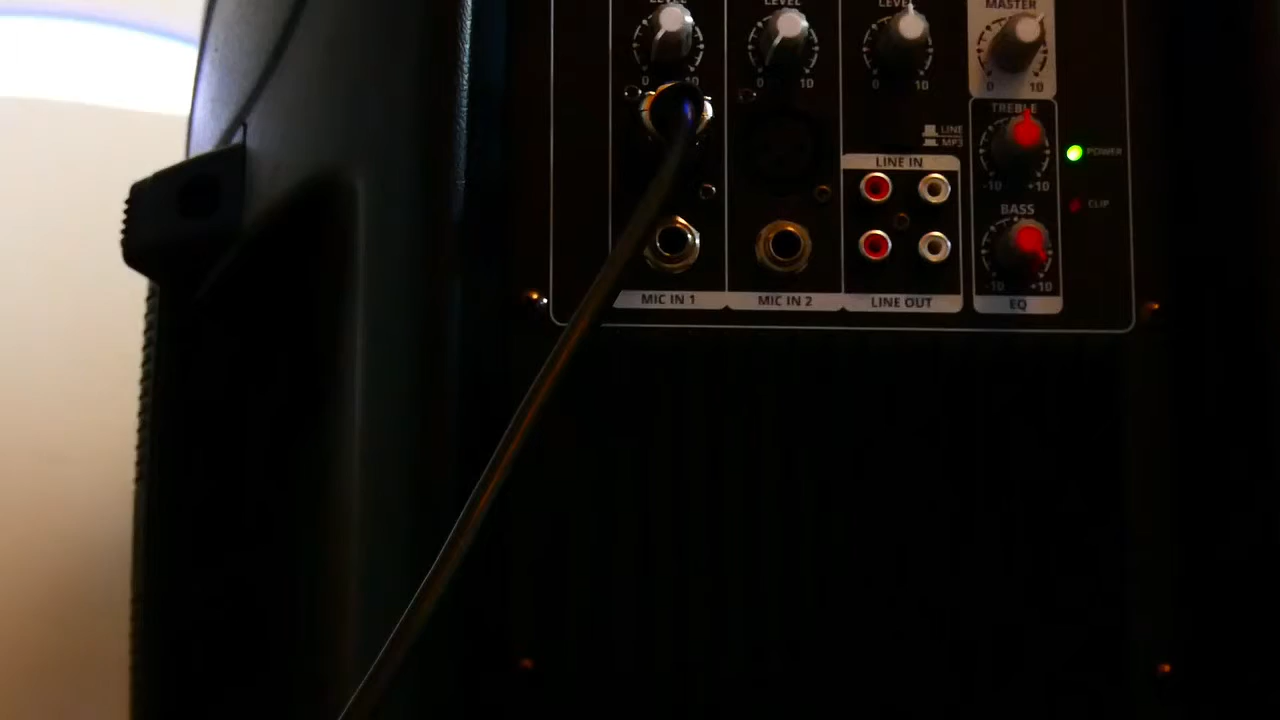 LEVEL LEVEL LEVEL MASTER
0 10 0 10 0 10 0 10
TREBLE
-10 +10
LINE
MP3
POWER
LINE IN
CLIP
BASS
-10 +10
MIC IN 1 MIC IN 2 LINE OUT EQ